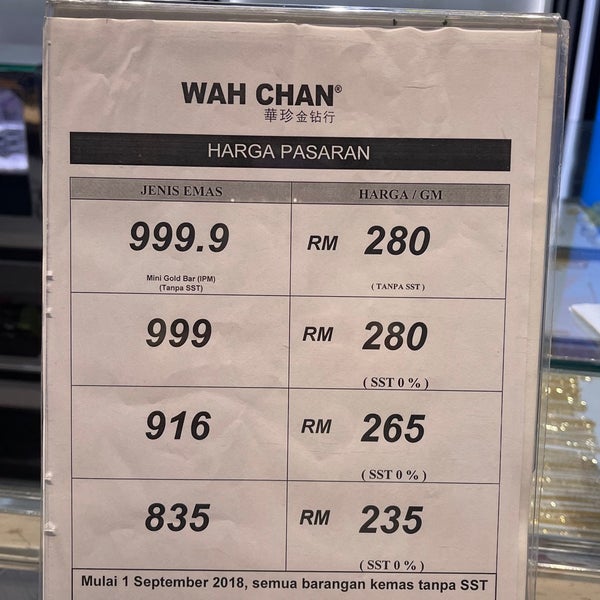 WAH CHAN®
華珍金钻行
HARGA PASARAN
JENIS EMAS HARGA / GM
999.9 RM 280
Mini Gold Bar (IPM)
(Tanpa SST) ( TANPA SST )
999 RM 280
( SST 0 % )
916 RM 265
( SST 0 % )
835 RM 235
( SST 0 % )
Mulai 1 September 2018, semua barangan kemas tanpa SST